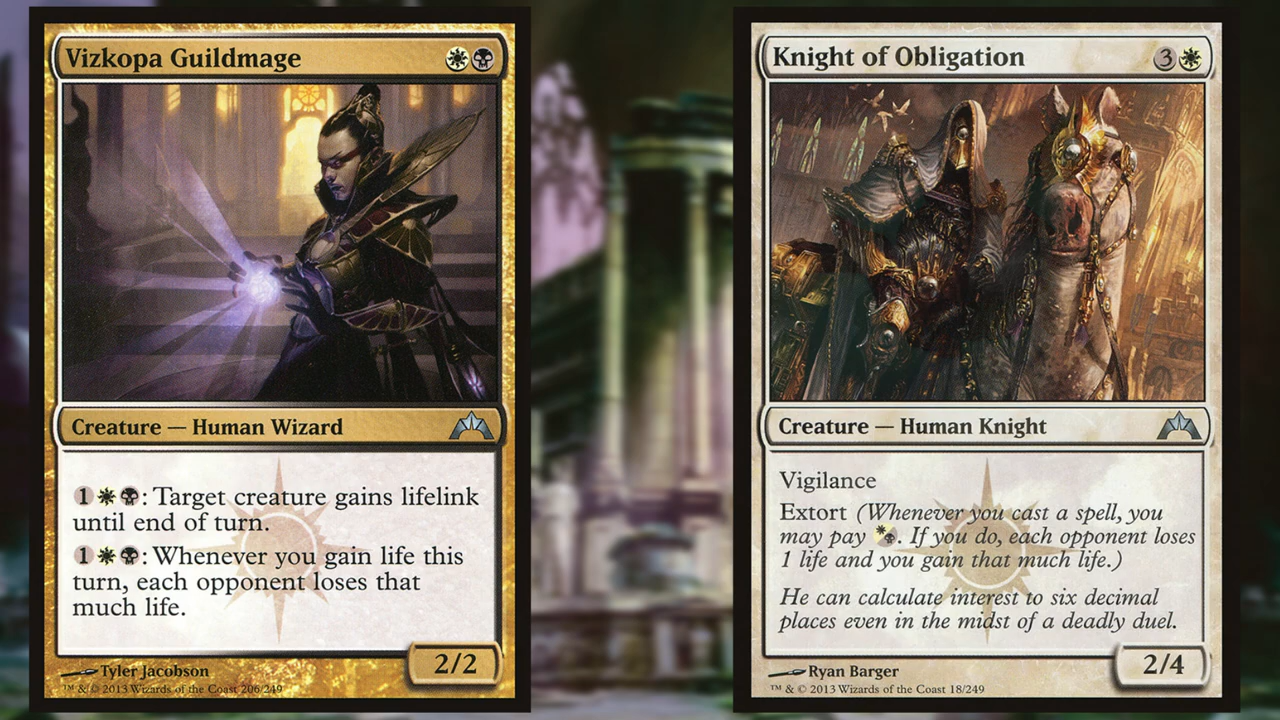 Vizkopa Guildmage
Creature — Human Wizard
1: Target creature gains lifelink
until end of turn.
1: Whenever you gain life this
turn, each opponent loses that
much life.
2/2
Tyler Jacobson
™ & © 2013 Wizards of the Coast 206/249
Knight of Obligation
3
Creature — Human Knight
Vigilance
Extort (Whenever you cast a spell, you
may pay . If you do, each opponent loses
1 life and you gain that much life.)
He can calculate interest to six decimal
places even in the midst of a deadly duel.
2/4
Ryan Barger
™ & © 2013 Wizards of the Coast 18/249